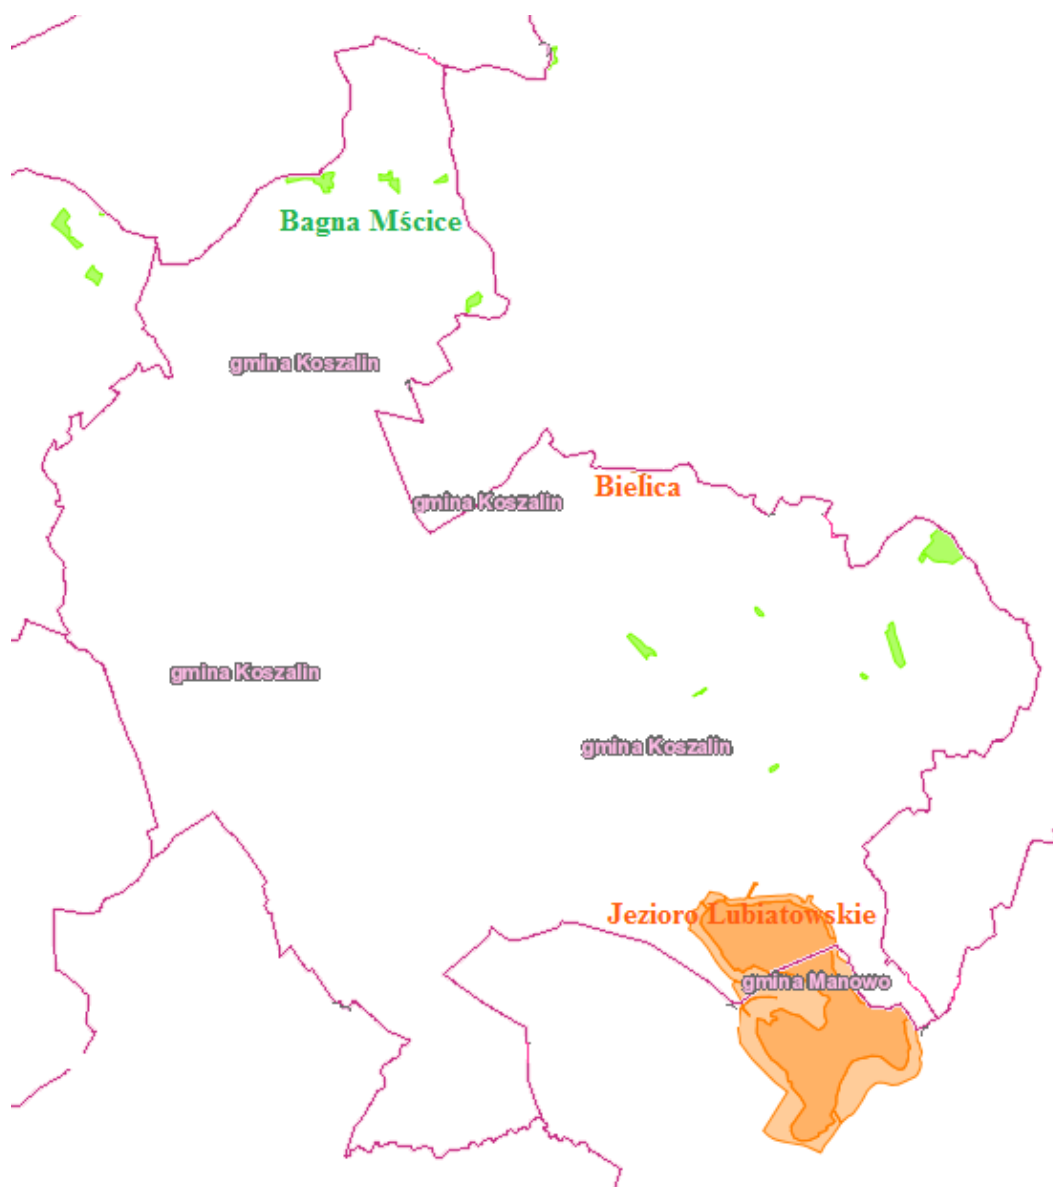 Bagna Mścice
gmina Koszalin
Bielica
gmina Koszalin
gmina Koszalin
gmina Koszalin
Jezioro Lubiatowskie
gmina Manowo